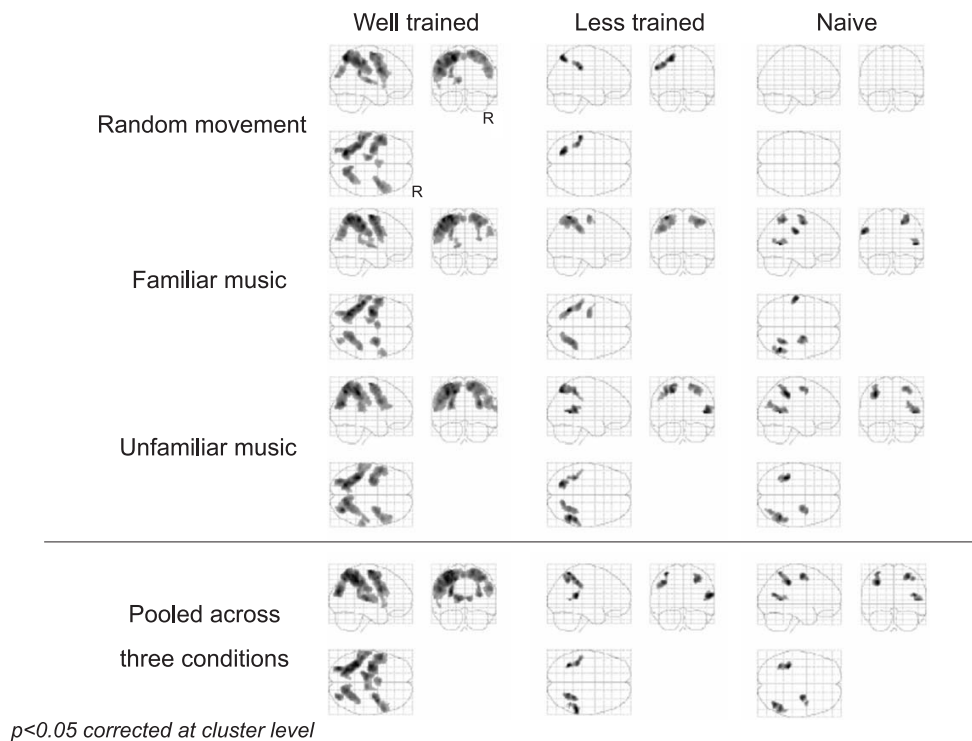 Well trained
Less trained
Naive
Random movement
R
R
Familiar music
Unfamiliar music
Pooled across
three conditions
p<0.05 corrected at cluster level